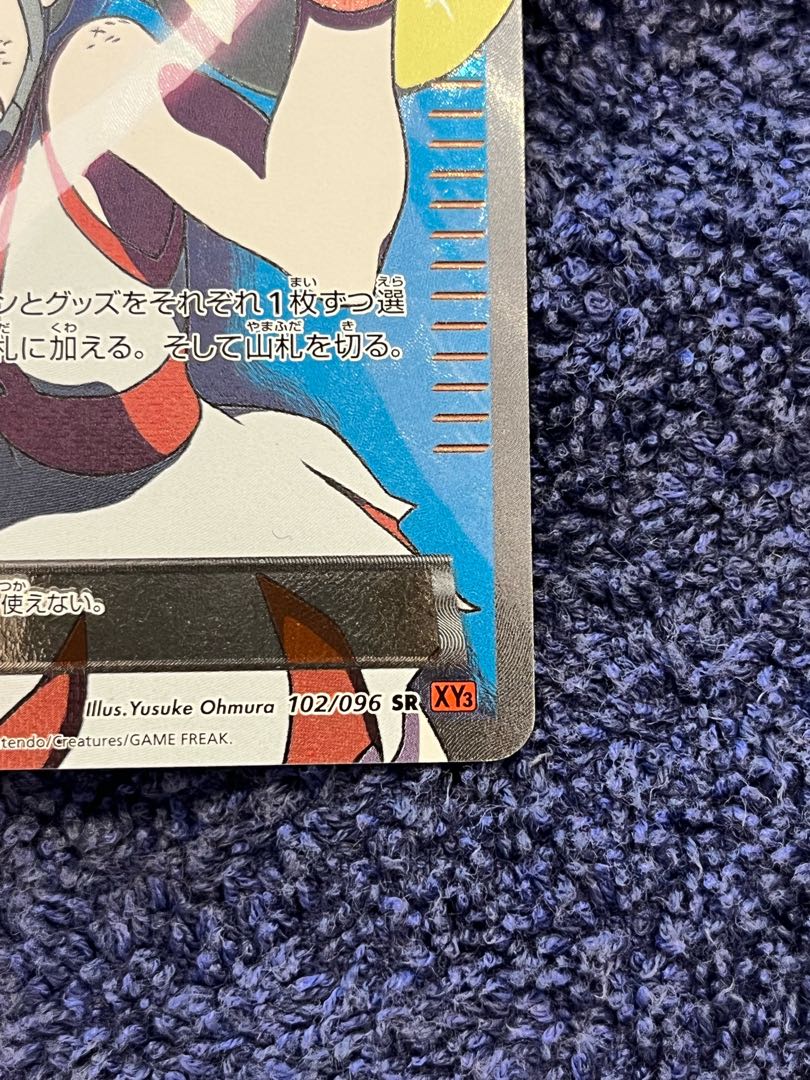 ンとグッズをそれぞれ1枚ずつ選
札に加える。そして山札を切る。
使えない。
Illus.Yusuke Ohmura 102/096 SR XY3
tendo/Creatures/GAME FREAK.